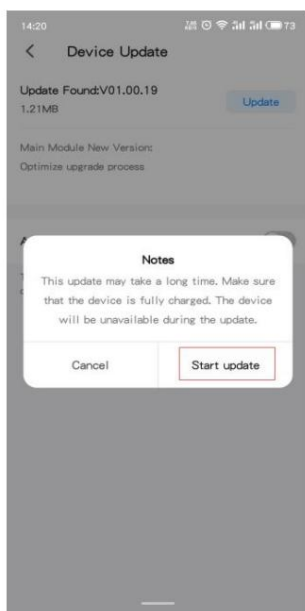 14:20
73
Device Update
Update Found:V01.00.19
1.21MB
Update
Main Module New Version:
Optimize upgrade process
Notes
This update may take a long time. Make sure
that the device is fully charged. The device
will be unavailable during the update.
Cancel
Start update